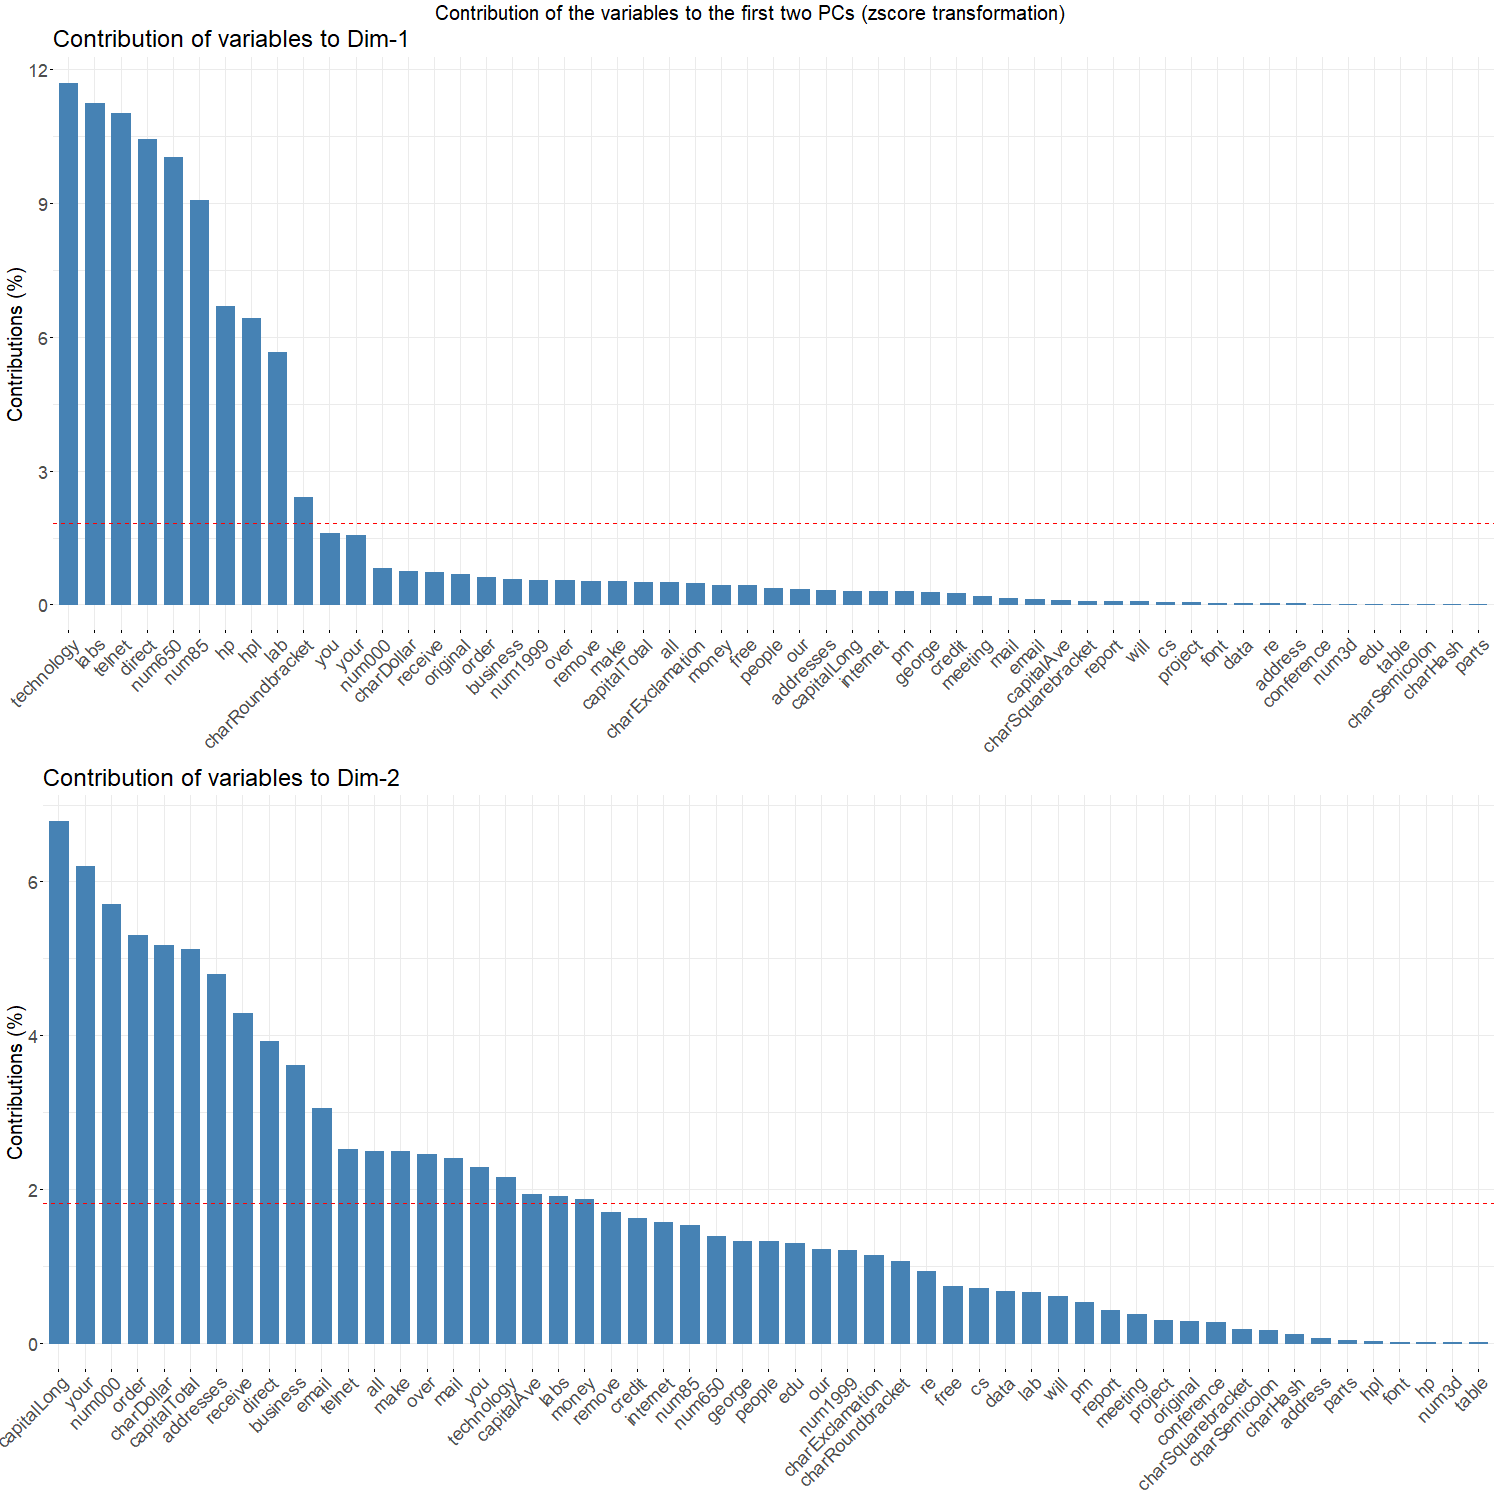 Contribution of the variables to the first two PCs (zscore transformation)
Contribution of variables to Dim-1
Contributions (%)
12
9
6
3
0
technology
labs
telnet
direct
num650
num85
hp
hpl
lab
charRoundbracket
you
your
num000
charDollar
receive
original
order
business
num1999
over
remove
make
capitalTotal
all
charExclamation
money
free
people
our
addresses
capitalLong
internet
pm
george
credit
meeting
mail
email
capitalAve
charSquarebracket
report
will
cs
project
font
data
re
address
conference
num3d
edu
table
charSemicolon
charHash
parts
Contribution of variables to Dim-2
Contributions (%)
6
4
2
0
capitalLong
your
num000
order
charDollar
capitalTotal
addresses
receive
direct
business
email
telnet
all
make
over
mail
you
technology
capitalAve
labs
money
remove
credit
internet
num85
num650
george
people
edu
our
num1999
charExclamation
charRoundbracket
re
free
cs
data
lab
will
pm
report
meeting
project
original
conference
charSquarebracket
charSemicolon
charHash
address
parts
hpl
font
hp
num3d
table